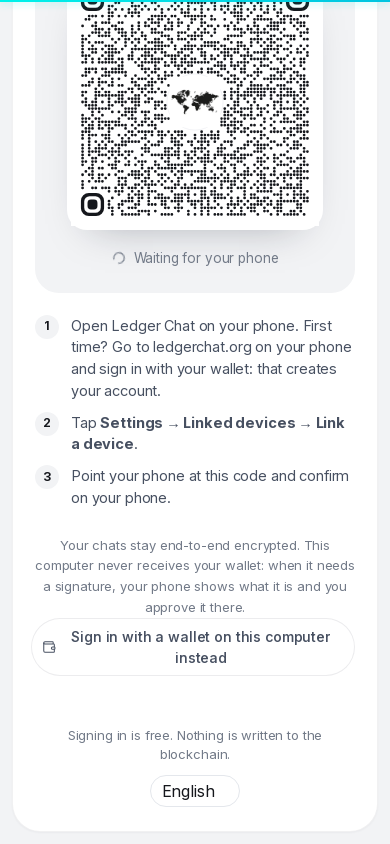 Waiting for your phone
1 Open Ledger Chat on your phone. First
time? Go to ledgerchat.org on your phone
and sign in with your wallet: that creates
your account.
2 Tap Settings → Linked devices → Link
a device.
3 Point your phone at this code and confirm
on your phone.
Your chats stay end-to-end encrypted. This
computer never receives your wallet: when it needs
a signature, your phone shows what it is and you
approve it there.
Sign in with a wallet on this computer
instead
Signing in is free. Nothing is written to the
blockchain.
English